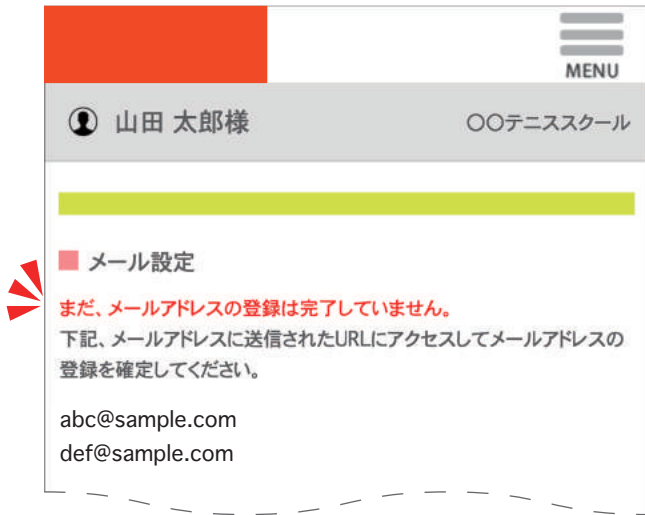 MENU
山田 太郎様
〇〇テニススクール
メール設定
まだ、メールアドレスの登録は完了していません。
下記、メールアドレスに送信されたURLにアクセスしてメールアドレスの
登録を確定してください。
abc@sample.com
def@sample.com